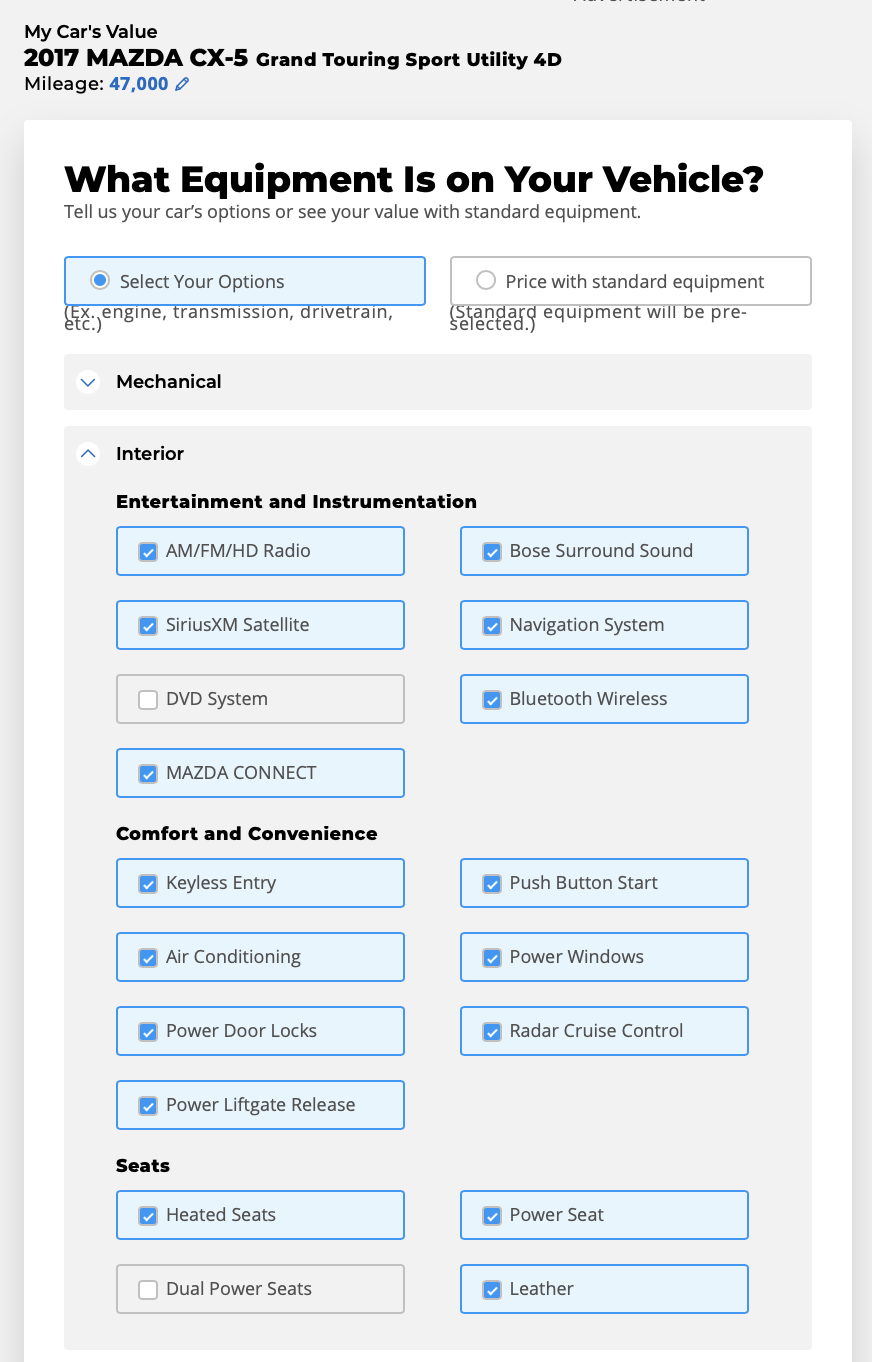 My Car's Value
2017 MAZDA CX-5 Grand Touring Sport Utility 4D
Mileage: 47,000
What Equipment Is on Your Vehicle?
Tell us your car’s options or see your value with standard equipment.
Select Your Options
(Ex. engine, transmission, drivetrain,
etc.)
Price with standard equipment
(Standard equipment will be pre-
selected.)
Mechanical
Interior
Entertainment and Instrumentation
AM/FM/HD Radio
Bose Surround Sound
SiriusXM Satellite
Navigation System
DVD System
Bluetooth Wireless
MAZDA CONNECT
Comfort and Convenience
Keyless Entry
Push Button Start
Air Conditioning
Power Windows
Power Door Locks
Radar Cruise Control
Power Liftgate Release
Seats
Heated Seats
Power Seat
Dual Power Seats
Leather